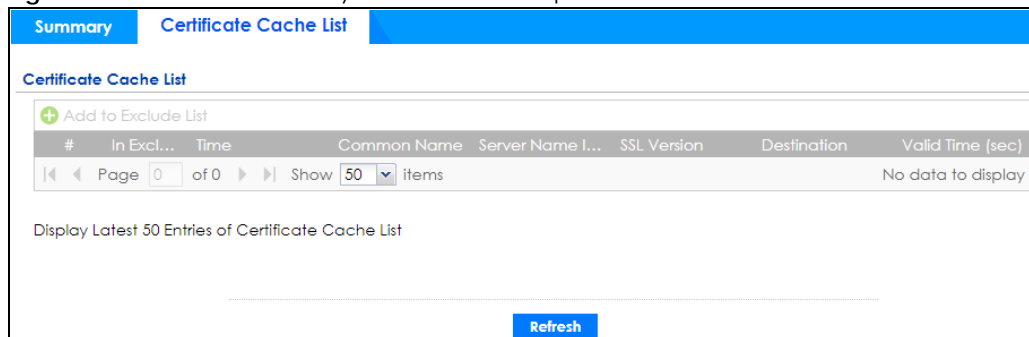 Summary Certificate Cache List
Certificate Cache List
Add to Exclude List
# In Excl... Time Common Name Server Name I... SSL Version Destination Valid Time (sec)
Page 0 of 0 Show 50 items No data to display
Display Latest 50 Entries of Certificate Cache List
Refresh